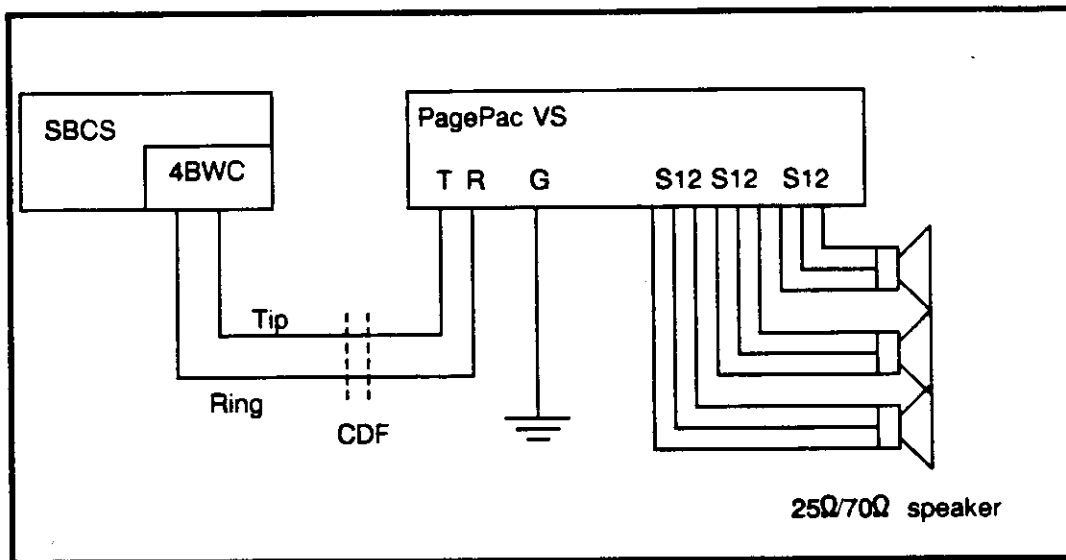 SBCS
4BWC
PagePac VS
T R G S12 S12 S12
Tip
Ring
CDF
25Ω/70Ω speaker